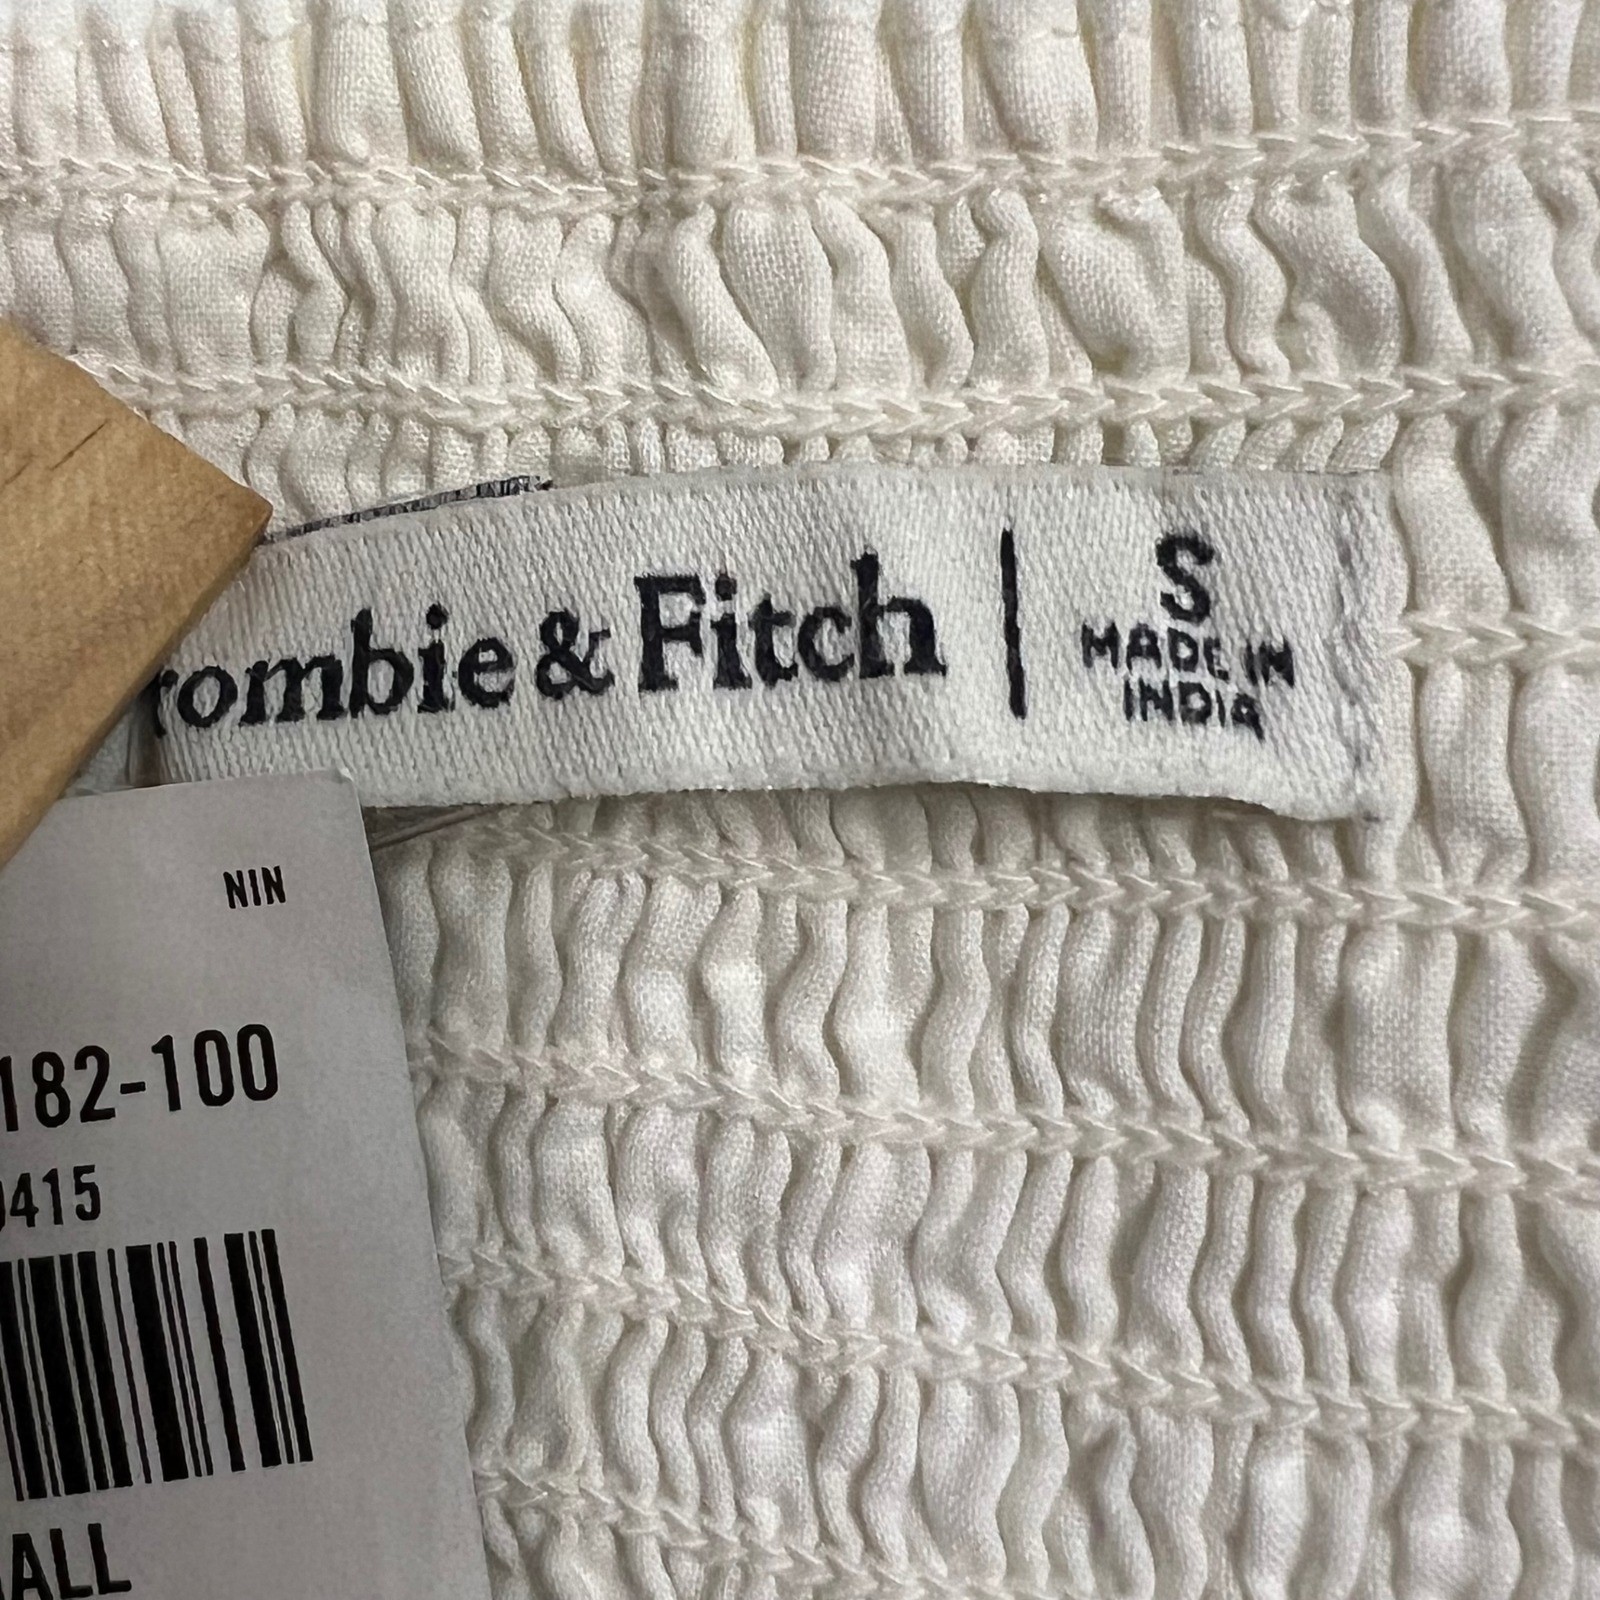 rombie & Fitch
S
MADE IN
INDIA
NIN
182-100
0415
ALL